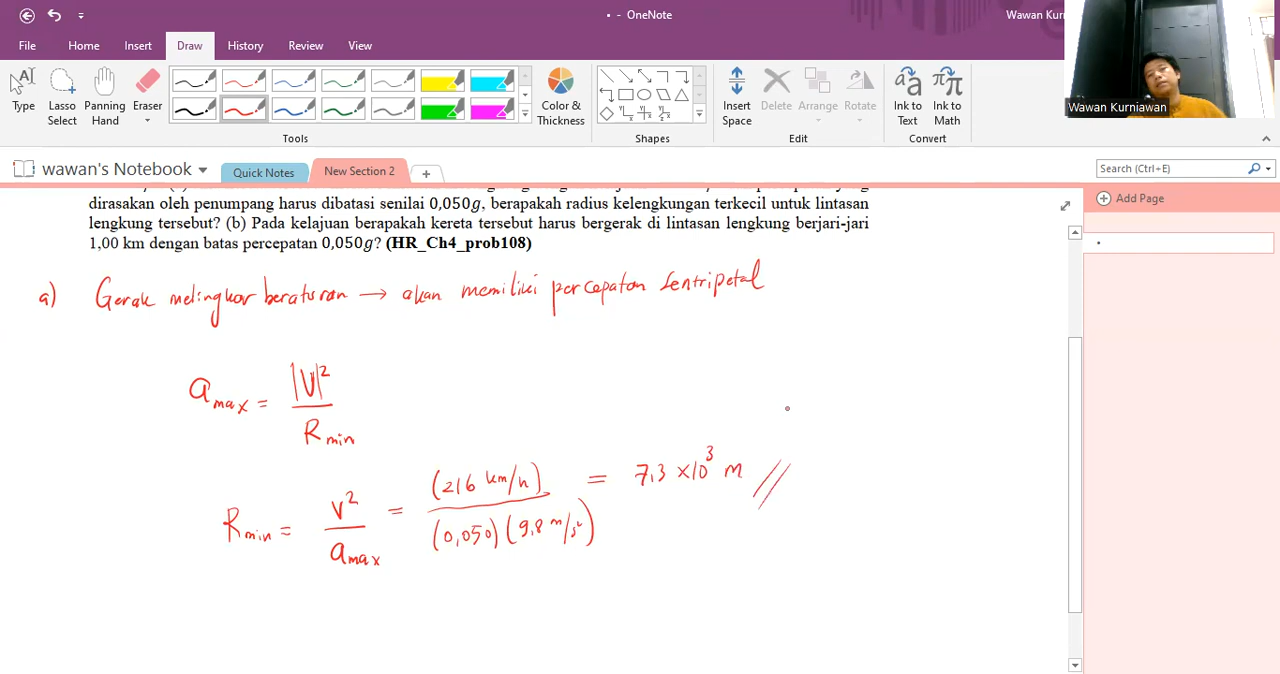 • - OneNote
Wawan Kurn
File Home Insert Draw History Review View
Type
Lasso Select
Panning Hand
Eraser
Color & Thickness
Insert Space
Delete
Arrange
Rotate
Ink to Text
Ink to Math
Tools Shapes Edit Convert
Wawan Kurniawan
wawan's Notebook
Quick Notes
New Section 2
Search (Ctrl+E)
Add Page
dirasakan oleh penumpang harus dibatasi senilai 0,050g, berapakah radius kelengkungan terkecil untuk lintasan
lengkung tersebut? (b) Pada kelajuan berapakah kereta tersebut harus bergerak di lintasan lengkung berjari-jari
1,00 km dengan batas percepatan 0,050g? (HR_Ch4_prob108)
a) Gerak melingkar beraturan → akan memiliki percepatan sentripetal
a max = |V|² / R min
R min = v² / a max = (216 km/h) / (0,050) (9,8 m/s²) = 7,3 ×10³ m //